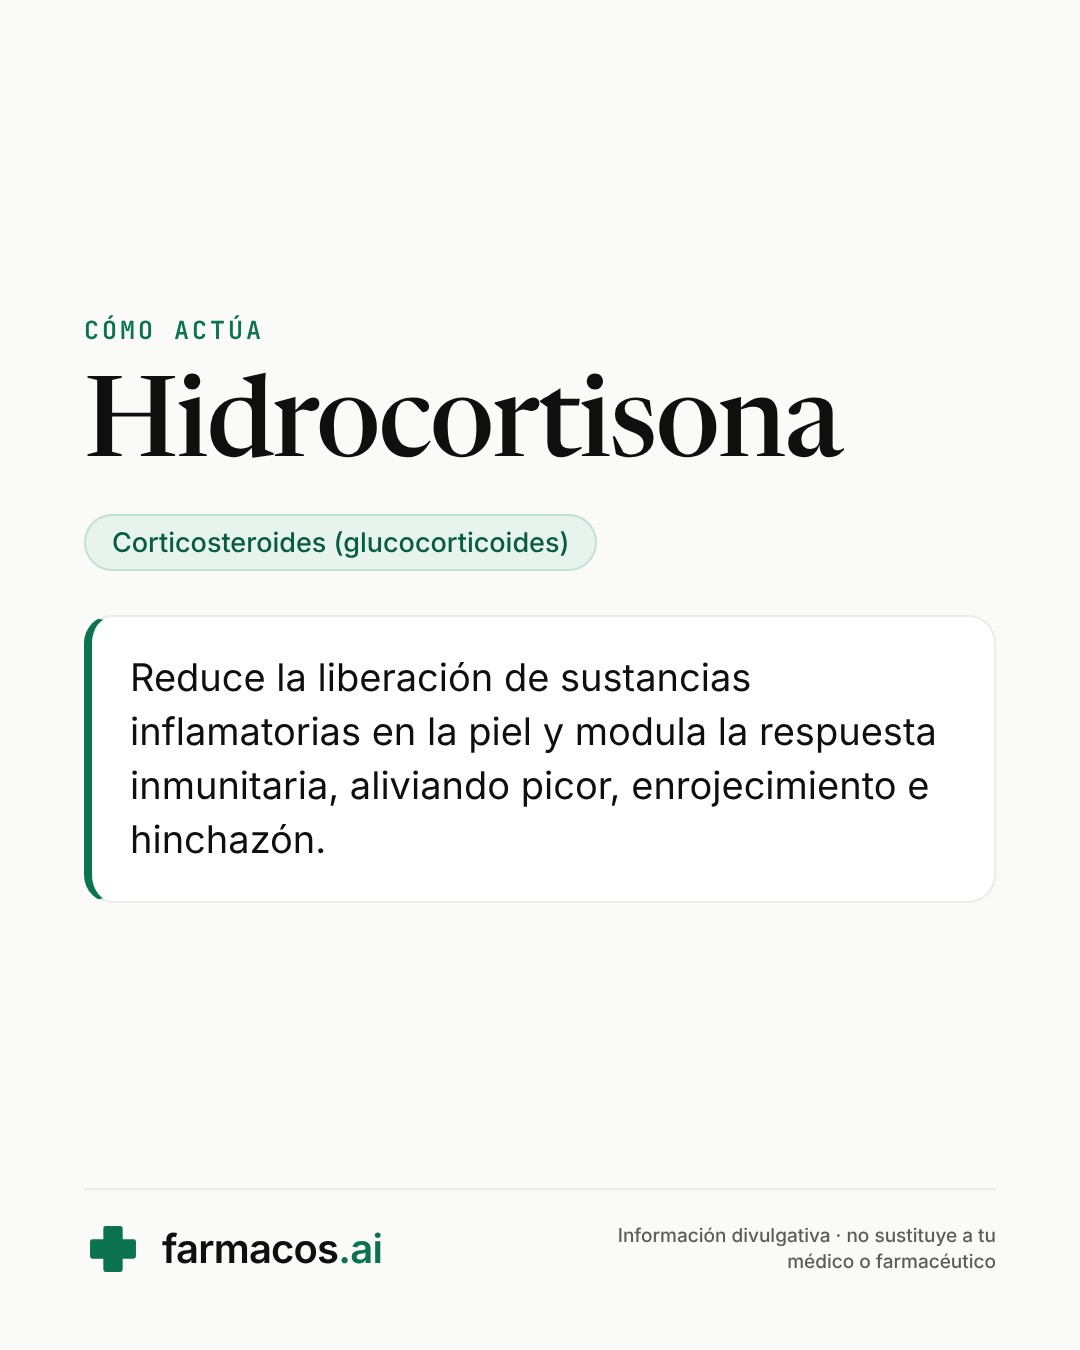 CÓMO ACTÚA
Hidrocortisona
Corticosteroides (glucocorticoides)
Reduce la liberación de sustancias
inflamatorias en la piel y modula la respuesta
inmunitaria, aliviando picor, enrojecimiento e
hinchazón.
farmacos.ai
Información divulgativa · no sustituye a tu
médico o farmacéutico